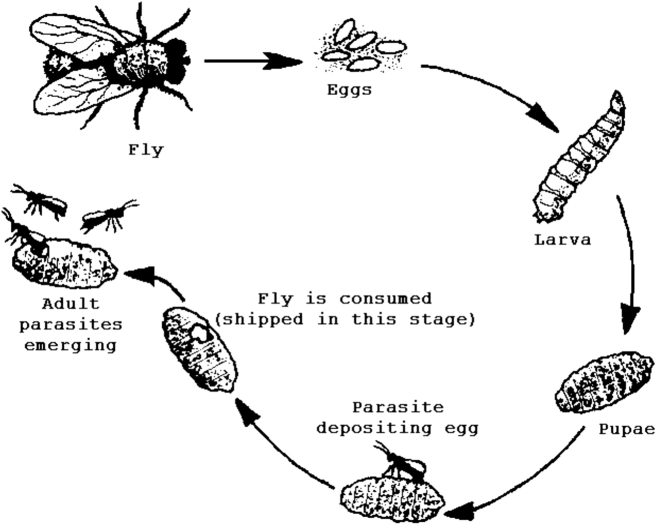 Fly
Eggs
Larva
Pupae
Parasite
depositing egg
Fly is consumed
(shipped in this stage)
Adult
parasites
emerging